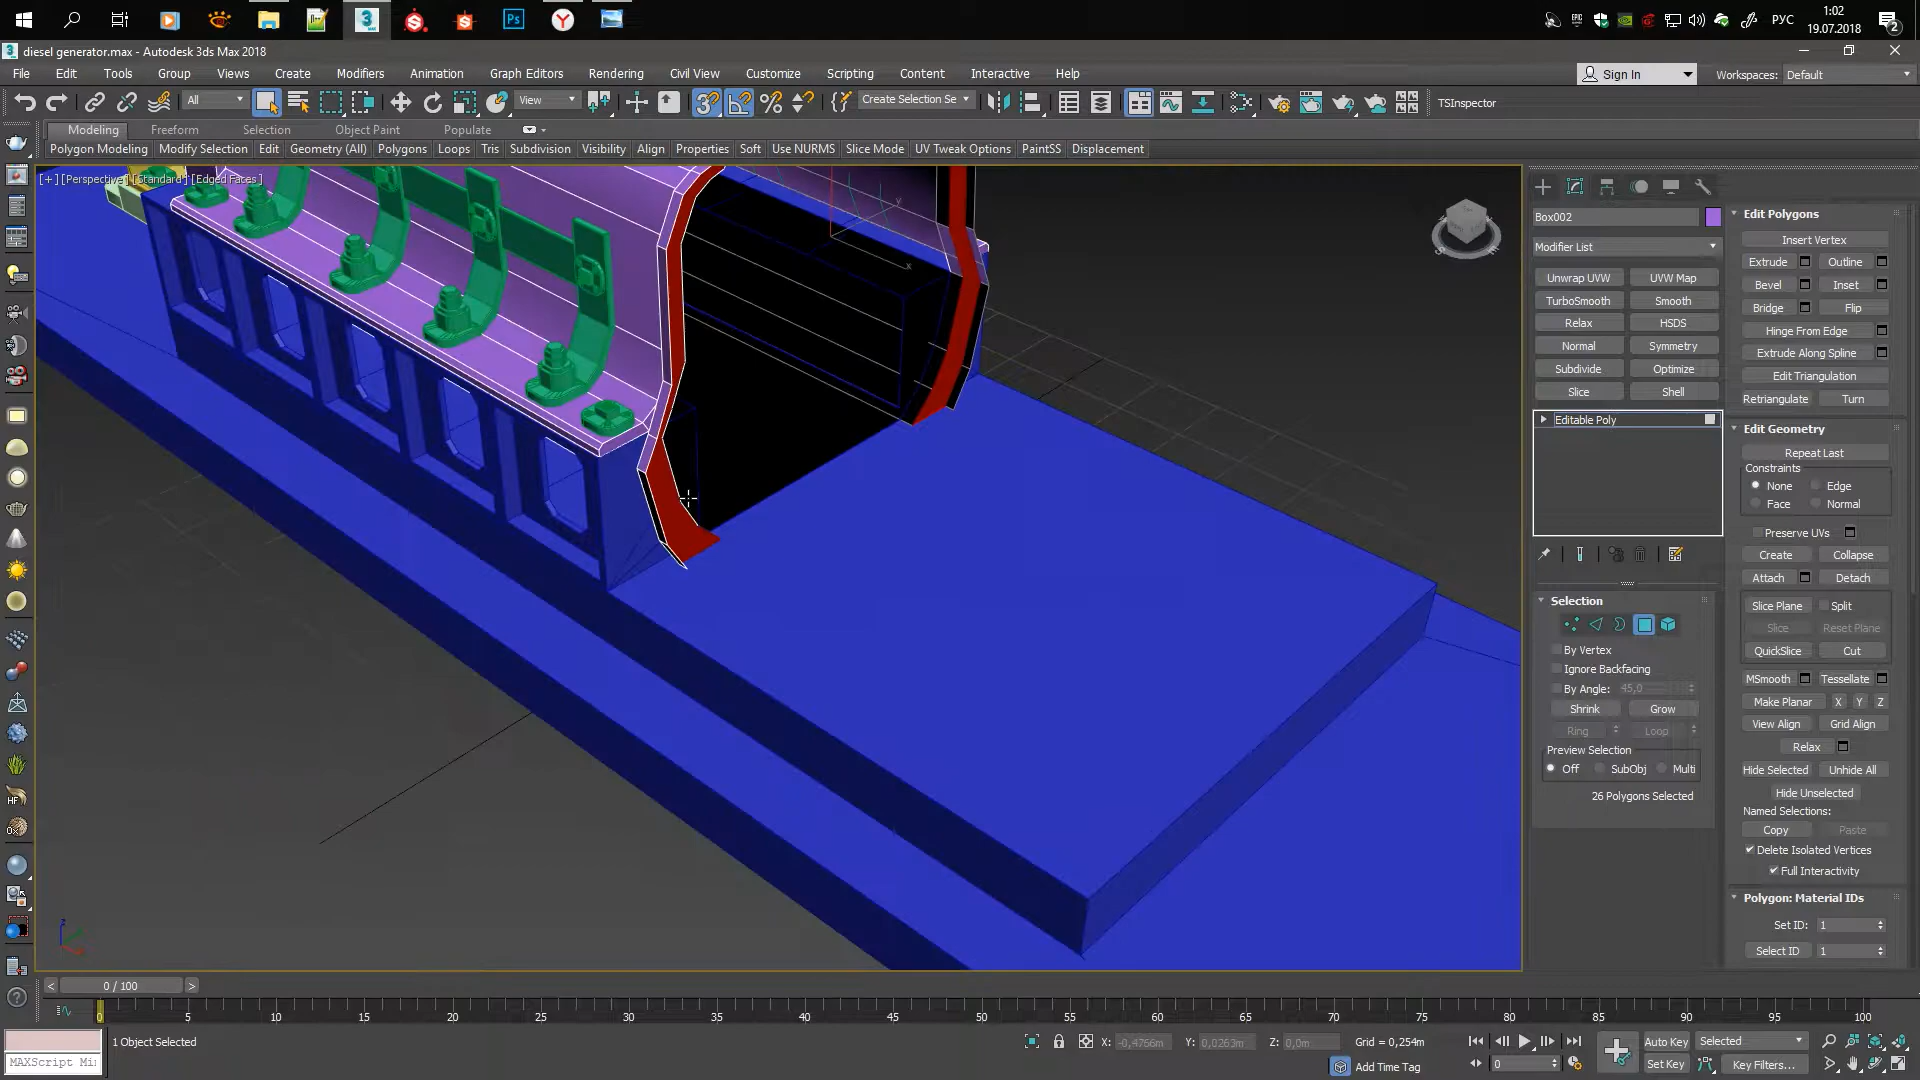 1:02
РУС
19.07.2018
2
diesel generator.max - Autodesk 3ds Max 2018
File Edit Tools Group Views Create Modifiers Animation Graph Editors Rendering Civil View Customize Scripting Content Interactive Help
Sign In Workspaces: Default
All View Create Selection Se TSInspector
Modeling Freeform Selection Object Paint Populate
Polygon Modeling Modify Selection Edit Geometry (All) Polygons Loops Tris Subdivision Visibility Align Properties Soft Use NURMS Slice Mode UV Tweak Options PaintSS Displacement
[+] [Perspective] [Standard] [Edged Faces]
Box002
Modifier List
Unwrap UVW UVW Map
TurboSmooth Smooth
Relax HSDS
Normal Symmetry
Subdivide Optimize
Slice Shell
Editable Poly
Selection
By Vertex
Ignore Backfacing
By Angle: 45,0
Shrink Grow
Ring Loop
Preview Selection
Off SubObj Multi
26 Polygons Selected
Edit Polygons
Insert Vertex
Extrude Outline
Bevel Inset
Bridge Flip
Hinge From Edge
Extrude Along Spline
Edit Triangulation
Retriangulate Turn
Edit Geometry
Repeat Last
Constraints
None Edge
Face Normal
Preserve UVs
Create Collapse
Attach Detach
Slice Plane Split
Slice Reset Plane
QuickSlice Cut
MSmooth Tessellate
Make Planar X Y Z
View Align Grid Align
Relax
Hide Selected Unhide All
Hide Unselected
Named Selections:
Copy Paste
Delete Isolated Vertices
Full Interactivity
Polygon: Material IDs
Set ID: 1
Select ID 1
< 0 / 100 >
0 5 10 15 20 25 30 35 40 45 50 55 60 65 70 75 80 85 90 95 100
1 Object Selected X: -0,4766m Y: 0,0263m Z: 0,0m Grid = 0,254m Auto Key Selected
MAXScript Mi Add Time Tag 0 Set Key Key Filters...